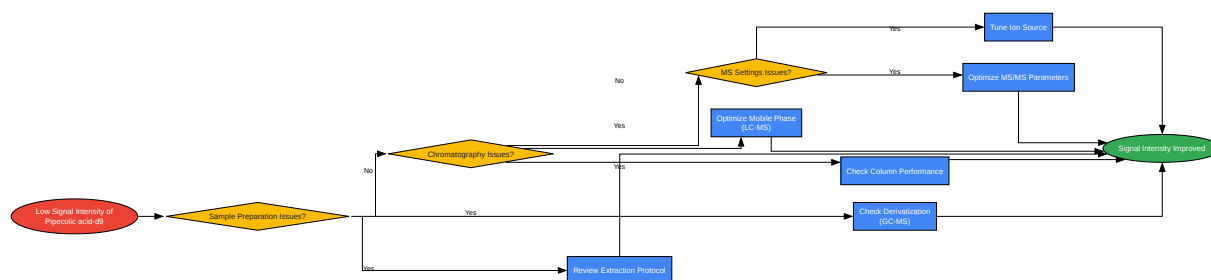 Tune Ion Source
Yes
MS Settings Issues?
Yes
No
Optimize MS/MS Parameters
Optimize Mobile Phase
(LC-MS)
Yes
Chromatography Issues?
Signal Intensity Improved
Yes
No
Check Column Performance
Low Signal Intensity of
Pipecolic acid-d9
Sample Preparation Issues?
Yes
Check Derivatization
(GC-MS)
Yes
Review Extraction Protocol